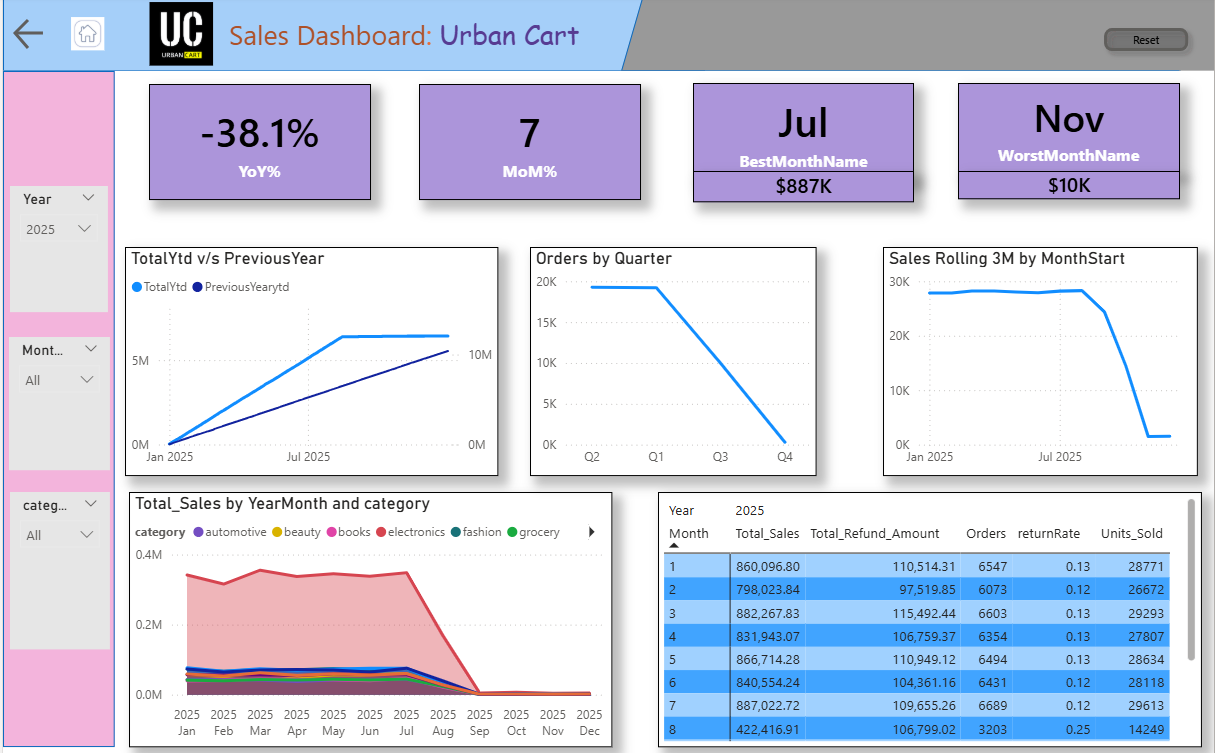 UC
URBAN CART
Sales Dashboard: Urban Cart
Reset
-38.1%
YoY%
7
MoM%
Jul
BestMonthName
$887K
Nov
WorstMonthName
$10K
Year
2025
Mont...
All
categ...
All
TotalYtd v/s PreviousYear
TotalYtd PreviousYearytd
5M
0M
10M
0M
Jan 2025 Jul 2025
Orders by Quarter
20K
15K
10K
5K
0K
Q2 Q1 Q3 Q4
Sales Rolling 3M by MonthStart
30K
20K
10K
0K
Jan 2025 Jul 2025
Total_Sales by YearMonth and category
category automotive beauty books electronics fashion grocery
0.4M
0.2M
0.0M
2025 2025 2025 2025 2025 2025 2025 2025 2025 2025 2025 2025
Jan Feb Mar Apr May Jun Jul Aug Sep Oct Nov Dec
Year 2025
Month Total_Sales Total_Refund_Amount Orders returnRate Units_Sold
1 860,096.80 110,514.31 6547 0.13 28771
2 798,023.84 97,519.85 6073 0.12 26672
3 882,267.83 115,492.44 6603 0.13 29293
4 831,943.07 106,759.37 6354 0.13 27807
5 866,714.28 110,949.12 6494 0.13 28634
6 840,554.24 104,361.16 6431 0.12 28118
7 887,022.72 109,655.26 6689 0.12 29613
8 422,416.91 106,799.02 3203 0.25 14249